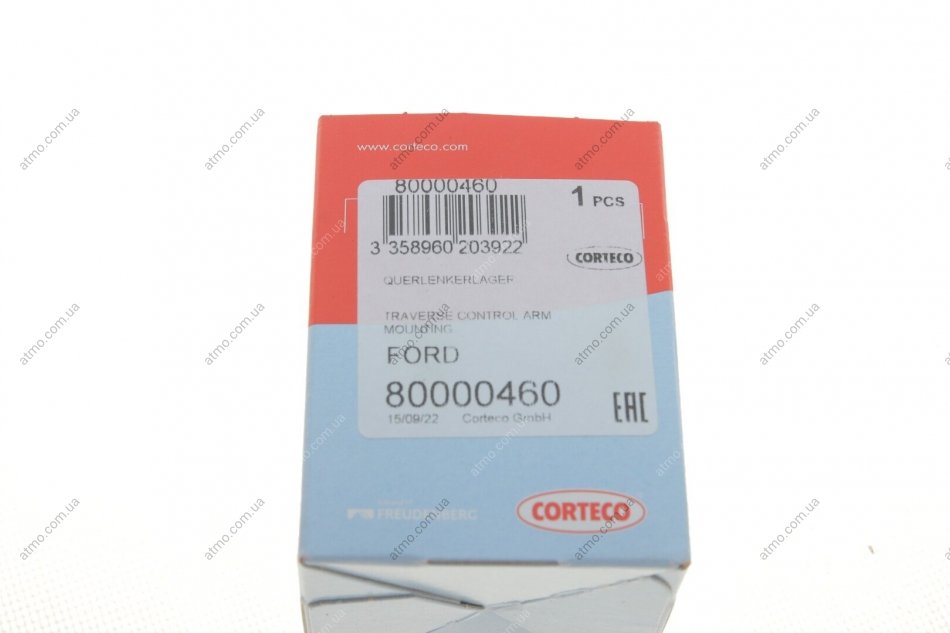 www.corteco.com
80000460
1 PCS
3 358960 203922
CORTECO
QUERLENKERLAGER
TRAVERSE CONTROL ARM
MOUNTING
FORD
80000460
15/09/22 Corteco GmbH
EAC
FREUDENBERG
CORTECO
atmo.com.ua